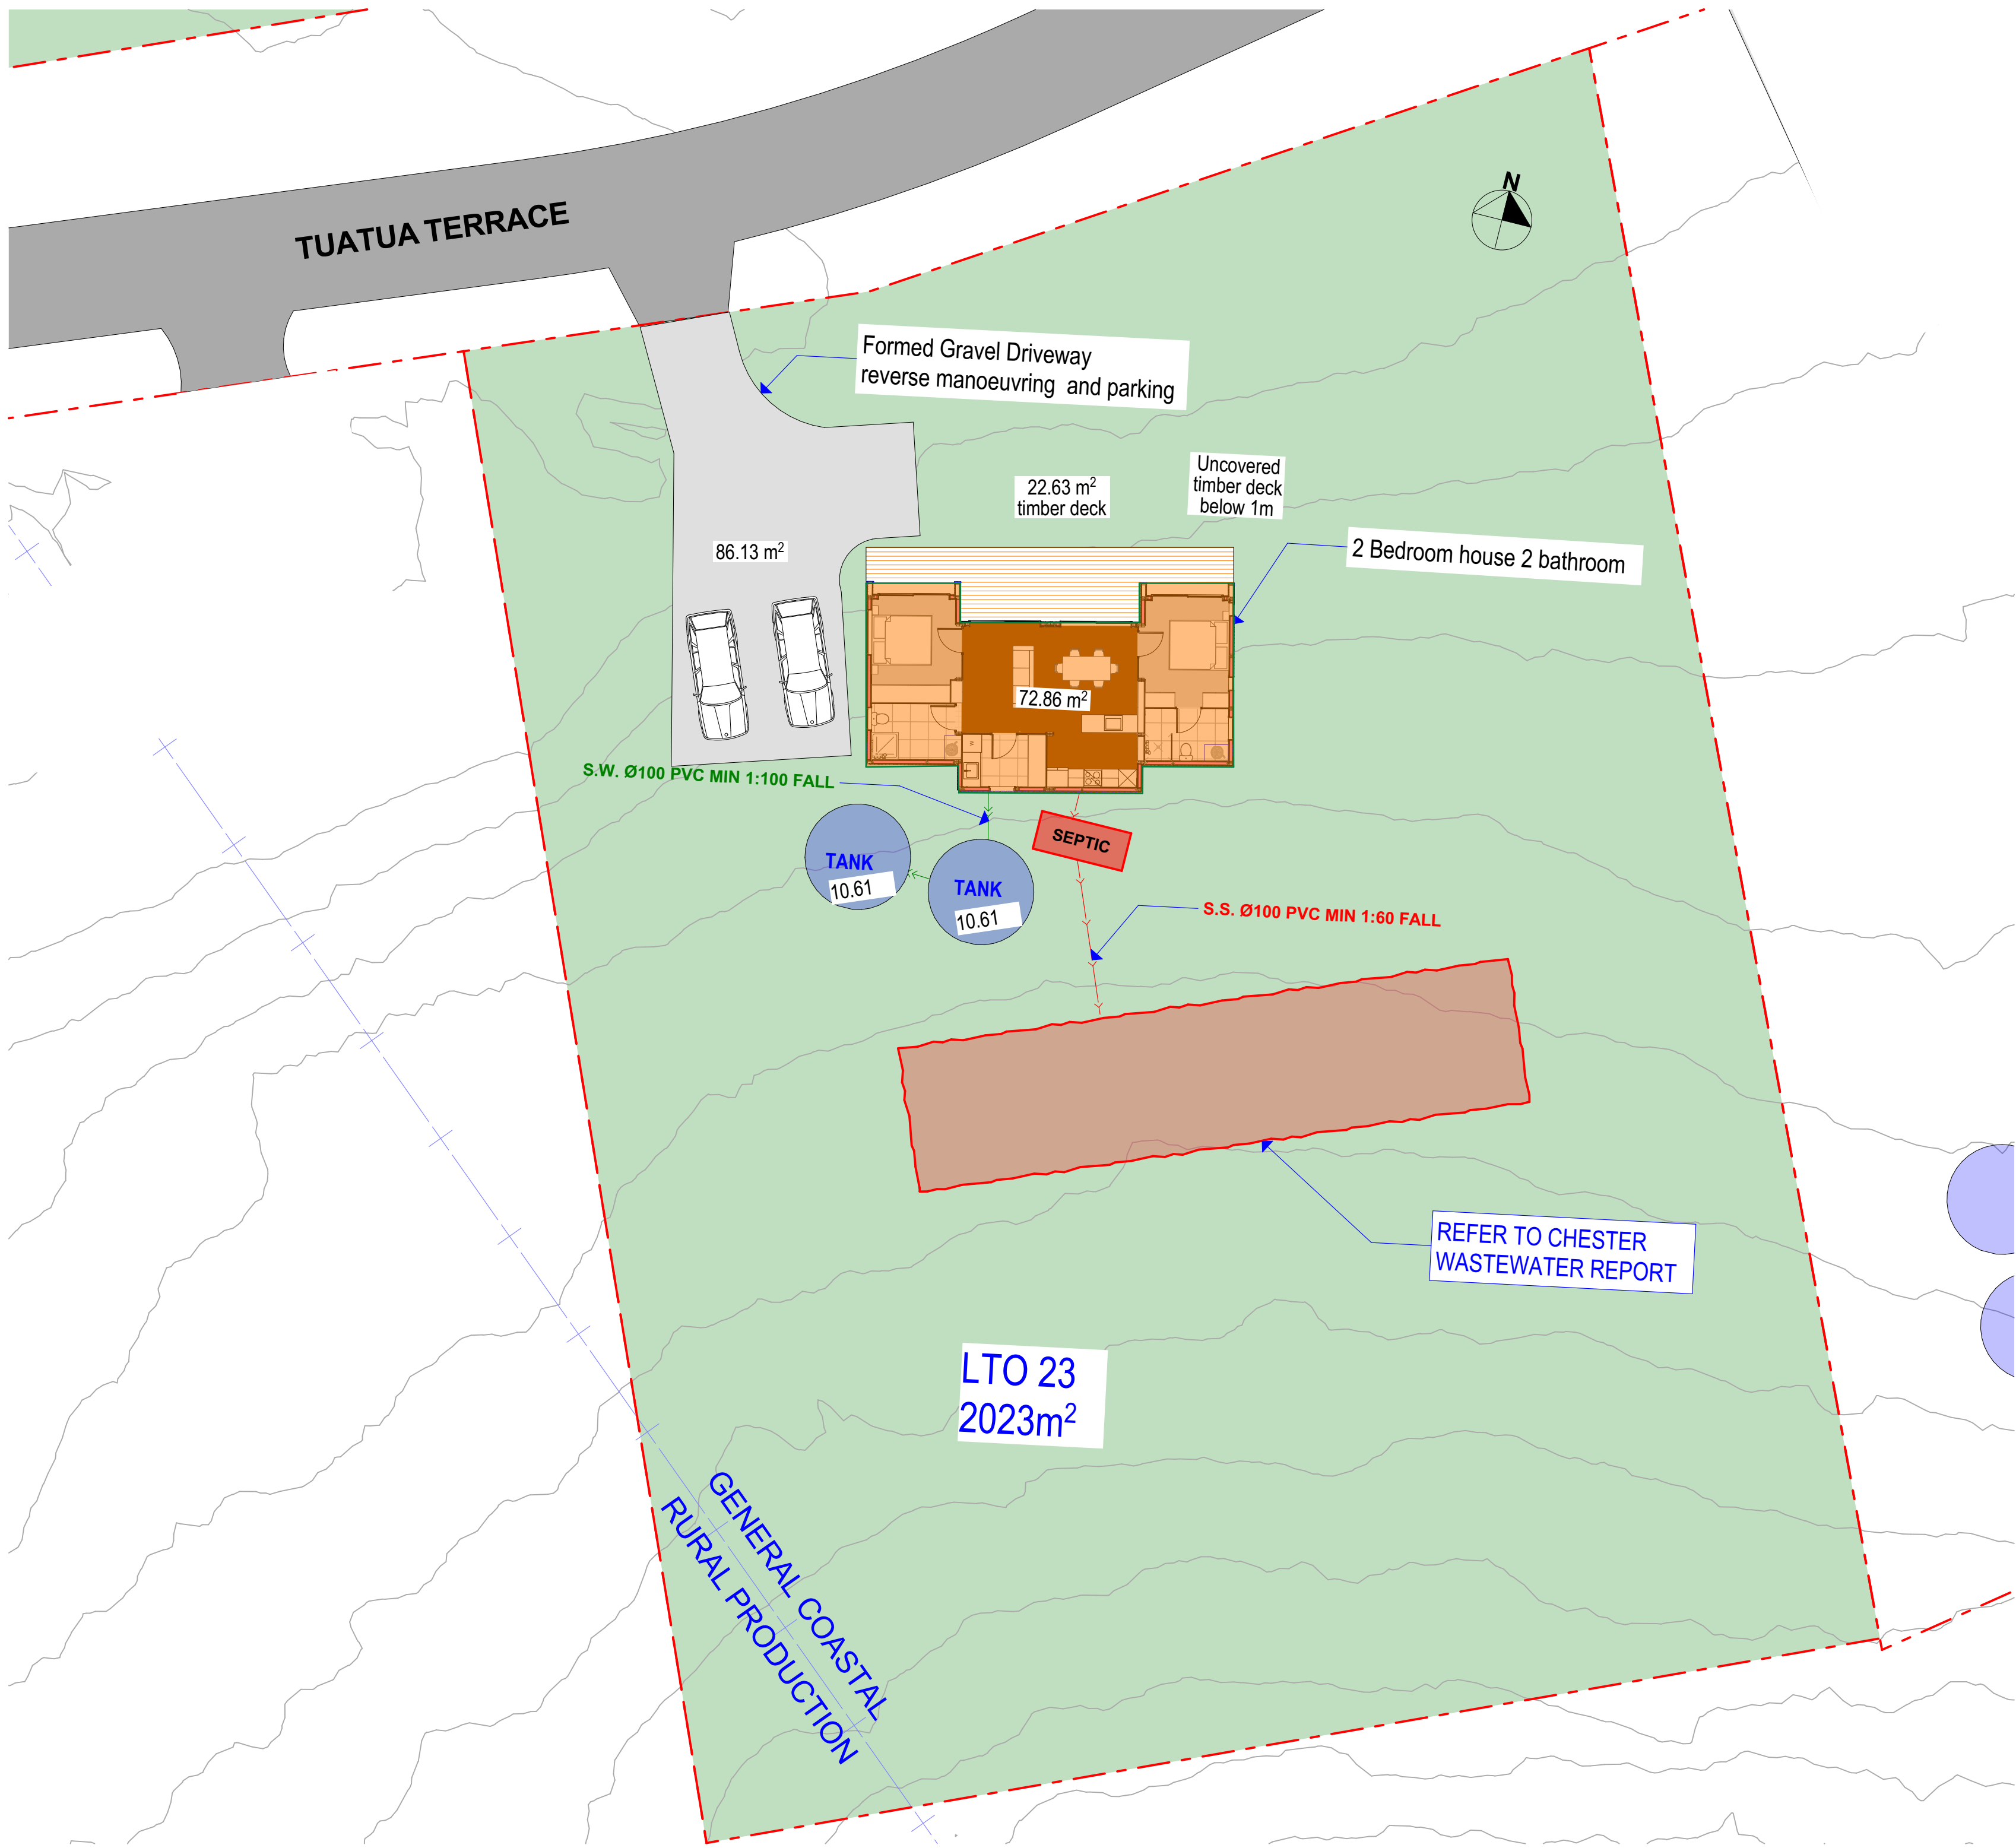 N
TUATUA TERRACE
Formed Gravel Driveway
reverse manoeuvring and parking
22.63 m²
timber deck
Uncovered
timber deck
below 1m
2 Bedroom house 2 bathroom
86.13 m²
72.86 m²
S.W. Ø100 PVC MIN 1:100 FALL
SEPTIC
TANK
10.61
TANK
10.61
S.S. Ø100 PVC MIN 1:60 FALL
REFER TO CHESTER
WASTEWATER REPORT
LTO 23
2023m²
GENERAL COASTAL
RURAL PRODUCTION